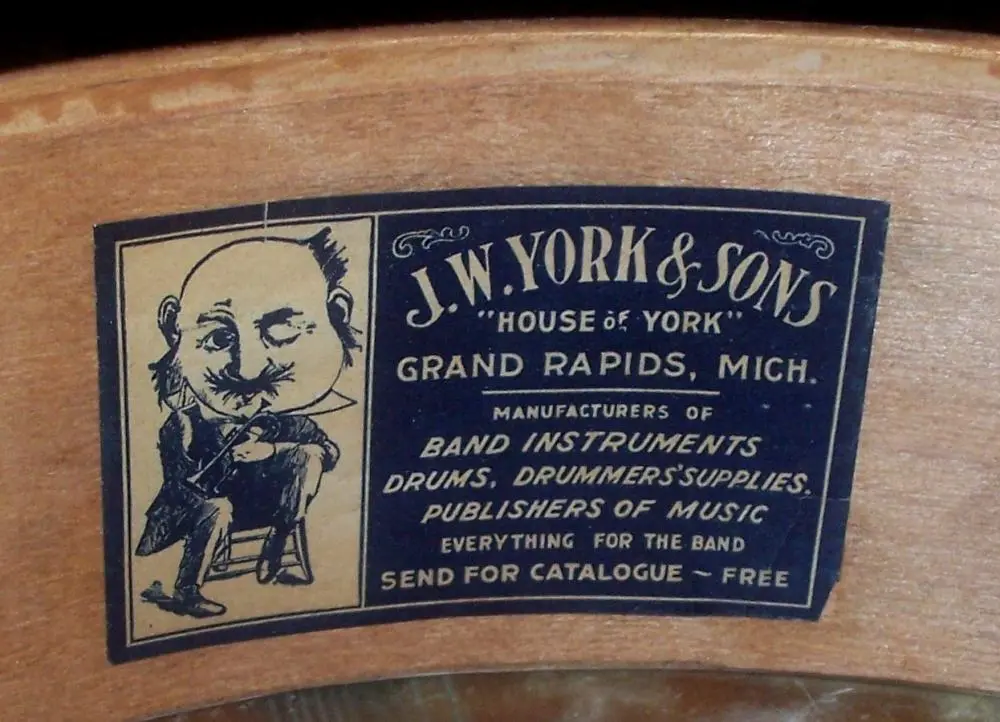 J.W. YORK & SONS
"HOUSE OF YORK"
GRAND RAPIDS, MICH.
MANUFACTURERS OF
BAND INSTRUMENTS
DRUMS, DRUMMERS' SUPPLIES.
PUBLISHERS OF MUSIC
EVERYTHING FOR THE BAND
SEND FOR CATALOGUE ~ FREE